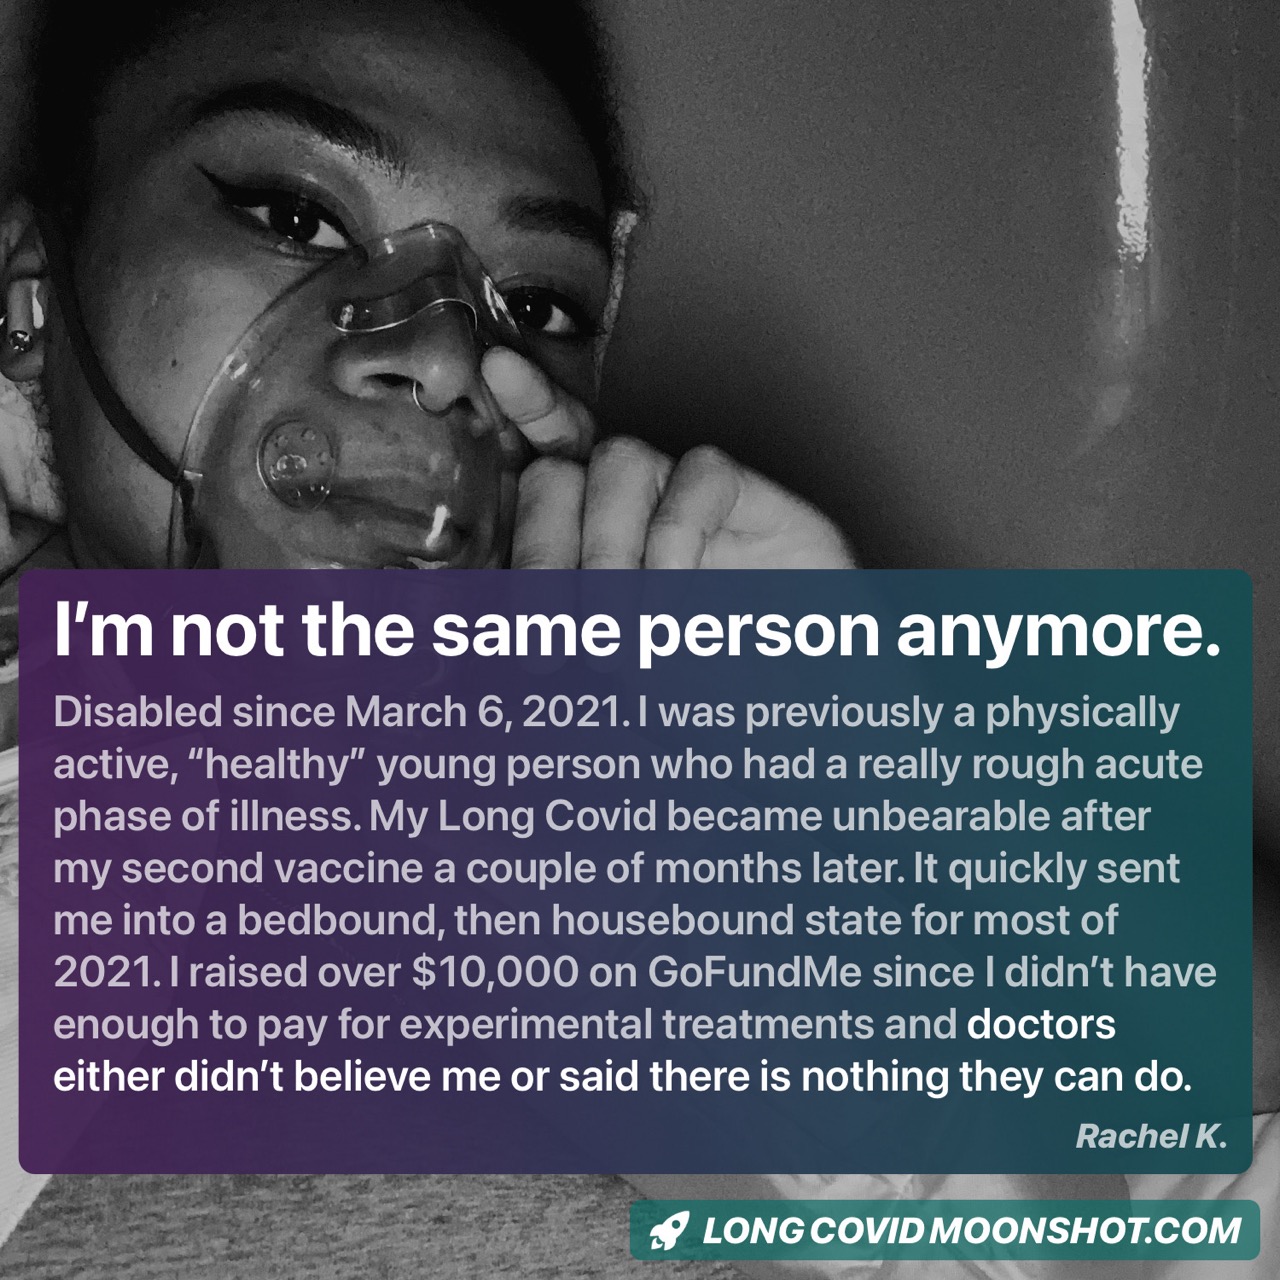 I’m not the same person anymore.
Disabled since March 6, 2021. I was previously a physically
active, “healthy” young person who had a really rough acute
phase of illness. My Long Covid became unbearable after
my second vaccine a couple of months later. It quickly sent
me into a bedbound, then housebound state for most of
2021. I raised over $10,000 on GoFundMe since I didn’t have
enough to pay for experimental treatments and doctors
either didn’t believe me or said there is nothing they can do.
Rachel K.
LONG COVID MOONSHOT.COM